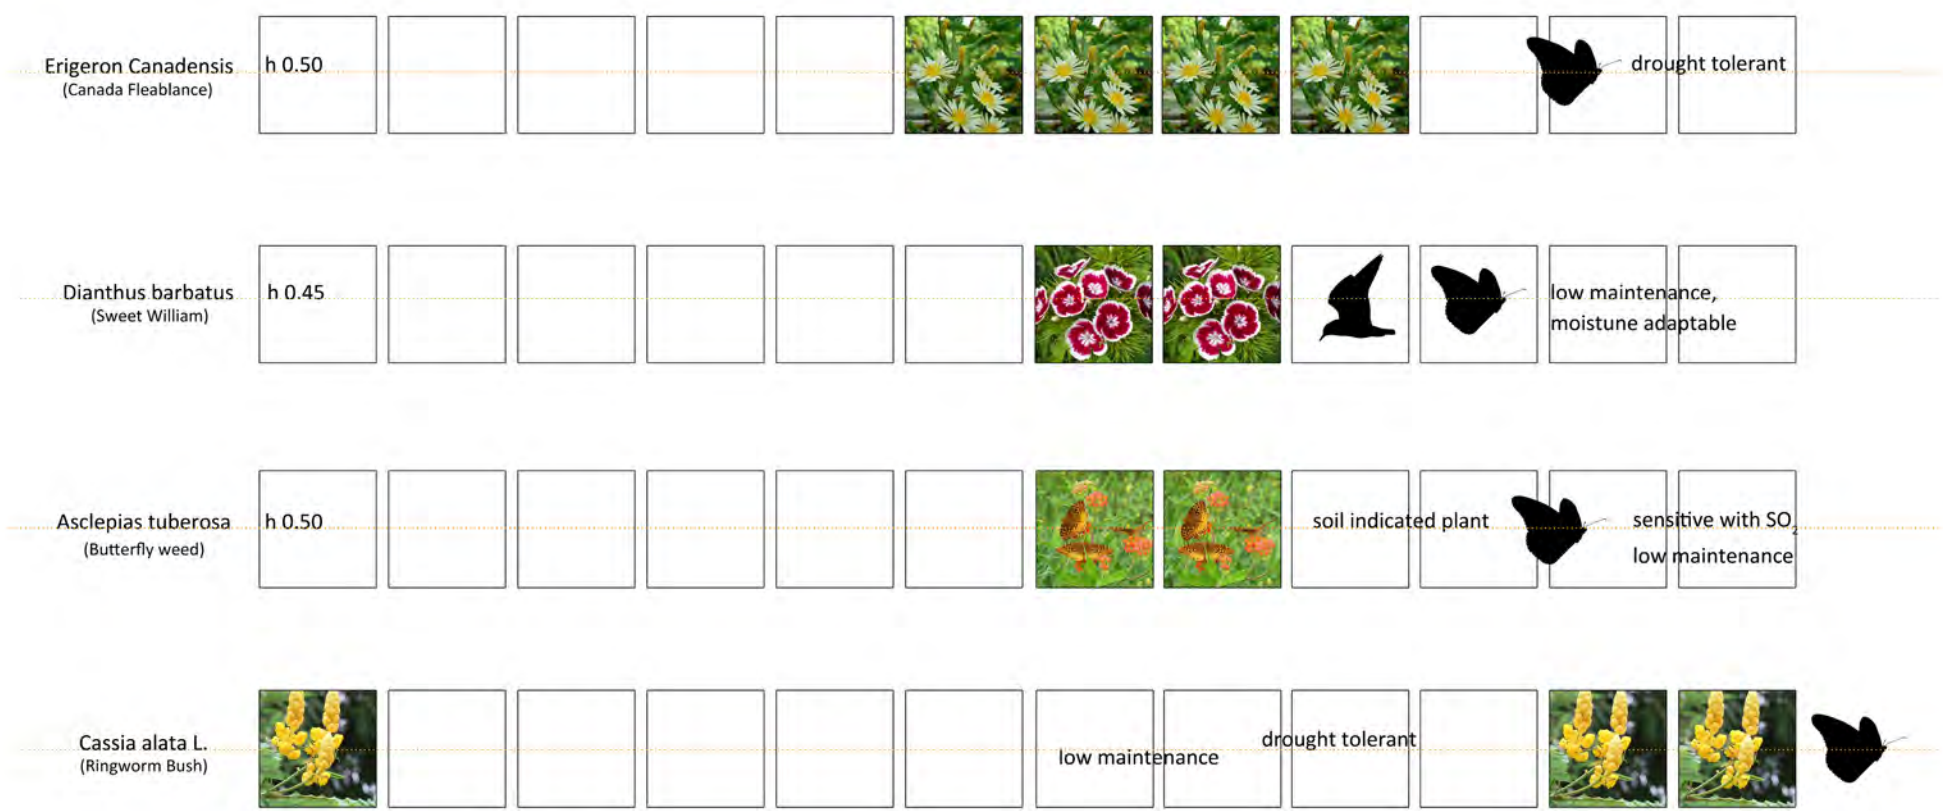 Erigeron Canadensis
(Canada Fleablance)
h 0.50
drought tolerant
Dianthus barbatus
(Sweet William)
h 0.45
low maintenance,
moistune adaptable
Asclepias tuberosa
(Butterfly weed)
h 0.50
soil indicated plant
sensitive with SO₂
low maintenance
Cassia alata L.
(Ringworm Bush)
low maintenance
drought tolerant